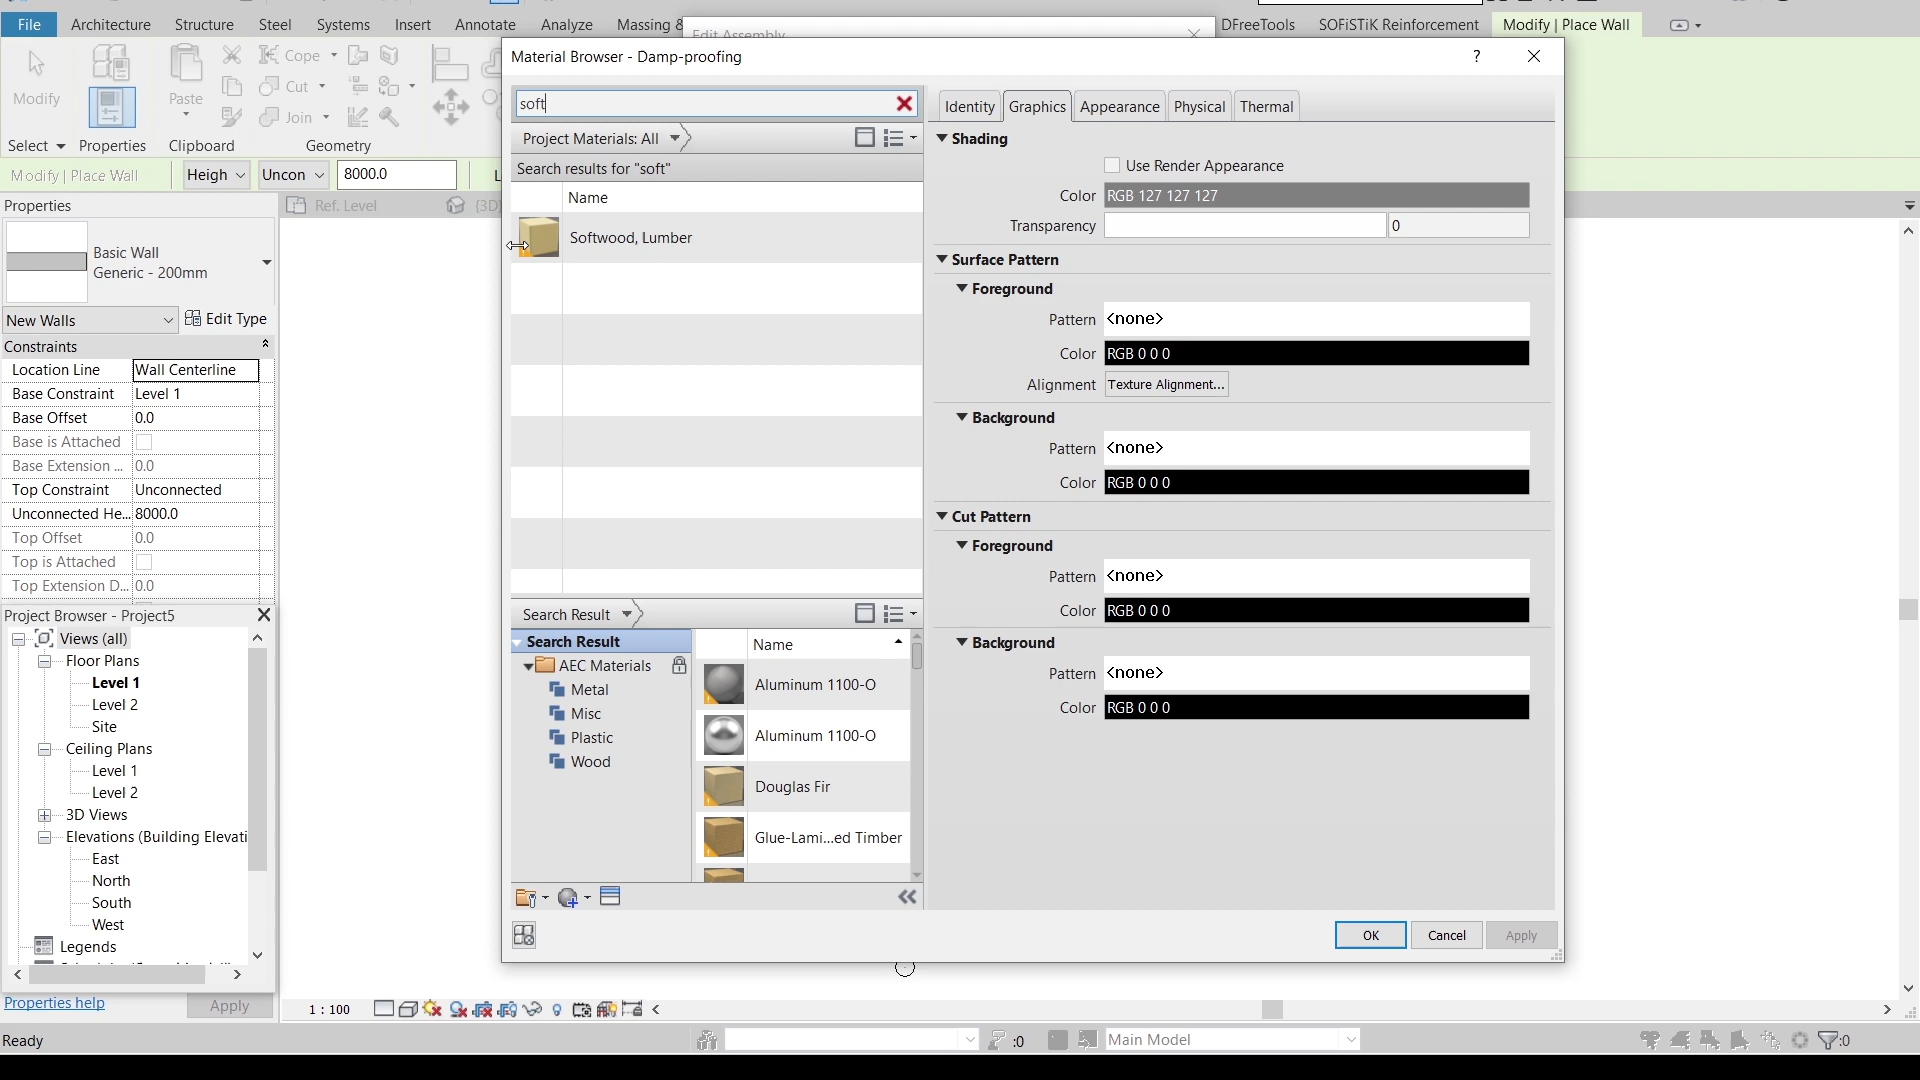 File Architecture Structure Steel Systems Insert Annotate Analyze Massing & DFreeTools SOFiSTiK Reinforcement Modify | Place Wall
Edit Assembly
Material Browser - Damp-proofing ?
Modify Paste Cope Cut Join
Select Properties Clipboard Geometry
Modify | Place Wall Heigh Uncon 8000.0 L
Properties
Ref. Level {3D}
Basic Wall
Generic - 200mm
New Walls Edit Type
Constraints
Location Line Wall Centerline
Base Constraint Level 1
Base Offset 0.0
Base is Attached
Base Extension ... 0.0
Top Constraint Unconnected
Unconnected He... 8000.0
Top Offset 0.0
Top is Attached
Top Extension D... 0.0
Project Browser - Project5
Views (all)
Floor Plans
Level 1
Level 2
Site
Ceiling Plans
Level 1
Level 2
3D Views
Elevations (Building Elevati
East
North
South
West
Legends
Properties help Apply
soft
Project Materials: All
Search results for "soft"
Name
Softwood, Lumber
Search Result
Search Result
AEC Materials
Metal
Misc
Plastic
Wood
Name
Aluminum 1100-O
Aluminum 1100-O
Douglas Fir
Glue-Lami...ed Timber
Identity Graphics Appearance Physical Thermal
Shading
Use Render Appearance
Color RGB 127 127 127
Transparency 0
Surface Pattern
Foreground
Pattern <none>
Color RGB 0 0 0
Alignment Texture Alignment...
Background
Pattern <none>
Color RGB 0 0 0
Cut Pattern
Foreground
Pattern <none>
Color RGB 0 0 0
Background
Pattern <none>
Color RGB 0 0 0
OK Cancel Apply
1 : 100
Ready :0 Main Model :0